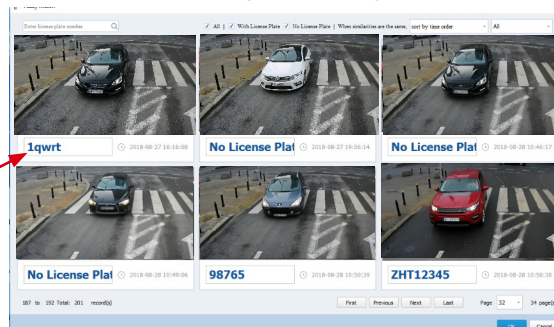 Enter license plate number
All | With License Plate No License Plate | When similarities are the same, sort by time order All
1qwrt 2018-08-27 16:16:08
No License Plat 2018-08-27 19:06:14
No License Plat 2018-08-28 10:46:17
No License Plat 2018-08-28 10:49:06
98765 2018-08-28 10:50:39
ZHT12345 2018-08-28 10:58:38
187 to 192 Total: 201 record(s)
First Previous Next Last Page 32 34 page(s
OK Cancel